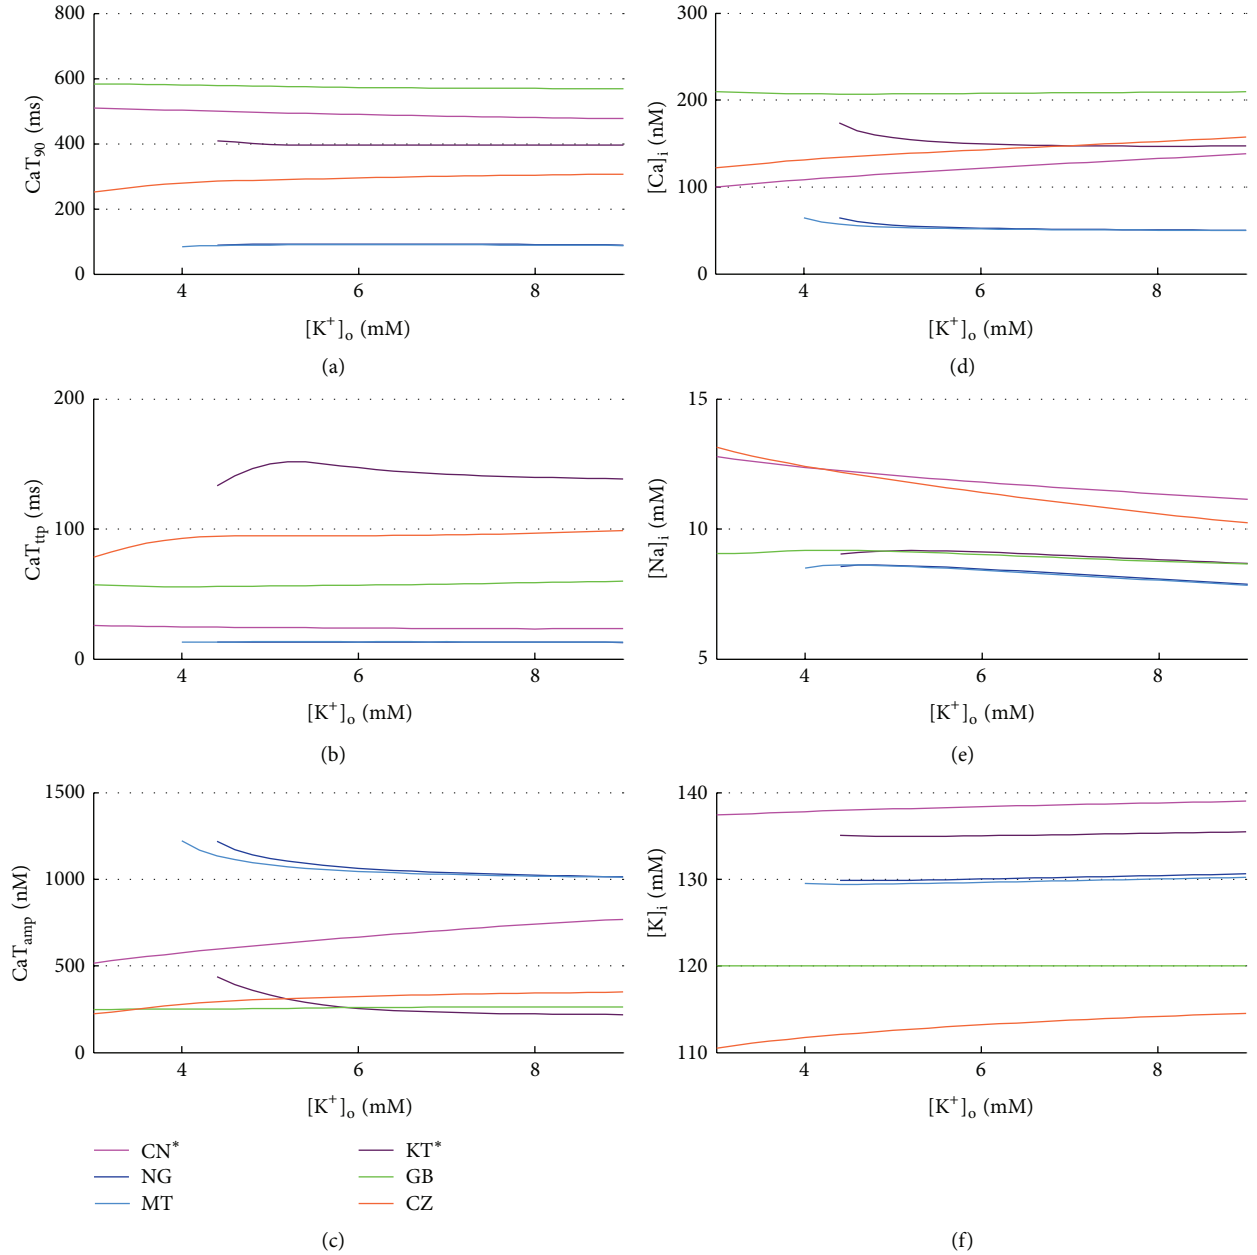 800
600
400
200
0
4
6
8
CaT90 (ms)
[K+]o (mM)
(a)
300
200
100
0
4
6
8
[Ca]i (nM)
[K+]o (mM)
(d)
200
100
0
4
6
8
CaTttp (ms)
[K+]o (mM)
(b)
15
10
5
4
6
8
[Na]i (mM)
[K+]o (mM)
(e)
1500
1000
500
0
4
6
8
CaTamp (nM)
[K+]o (mM)
CN*
NG
MT
KT*
GB
CZ
(c)
140
130
120
110
4
6
8
[K]i (mM)
[K+]o (mM)
(f)